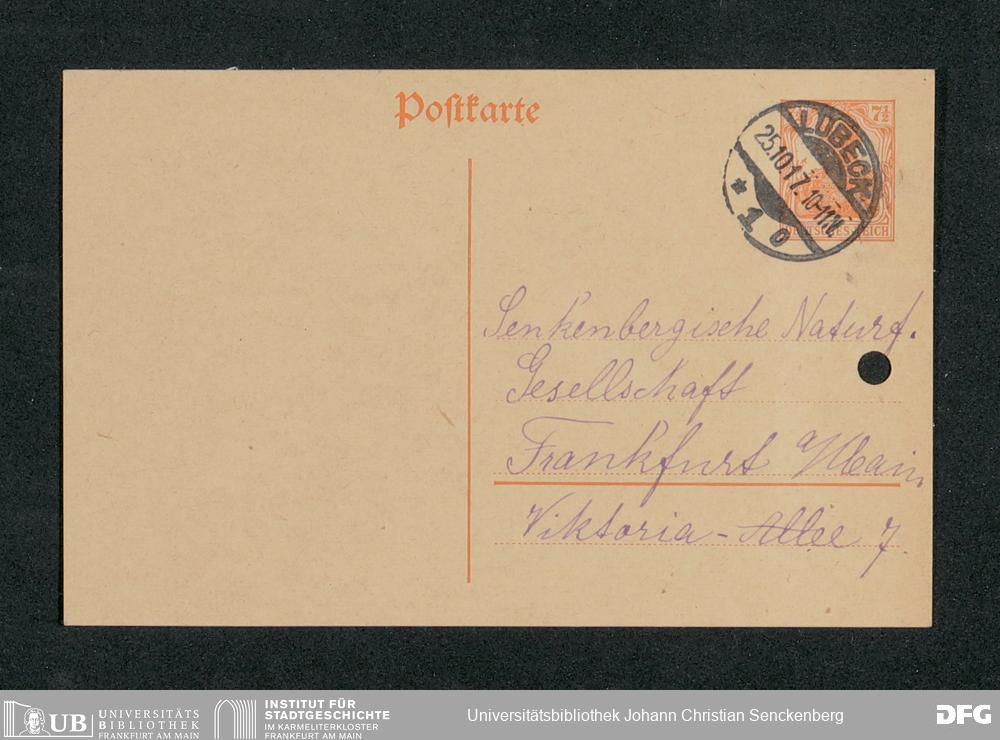 Postkarte
7½
DEUTSCHES REICH
LÜBECK
25.10.17. 10-11N.
* 1 o
Senkenbergische Naturf.
Gesellschaft
Frankfurt a/Main
Viktoria-Allee 7.
UB UNIVERSITÄTS
BIBLIOTHEK
FRANKFURT AM MAIN
INSTITUT FÜR
STADTGESCHICHTE
IM KARMELITERKLOSTER
FRANKFURT AM MAIN
Universitätsbibliothek Johann Christian Senckenberg
DFG